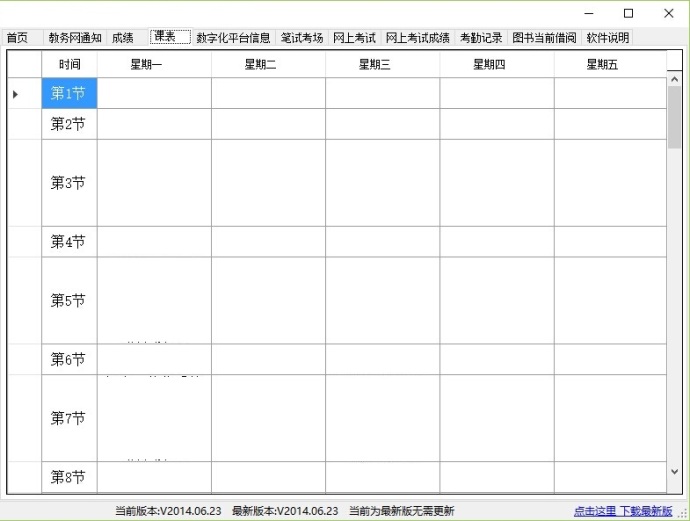 首页 教务网通知 成绩 课表 数字化平台信息 笔试考场 网上考试 网上考试成绩 考勤记录 图书当前借阅 软件说明
时间 星期一 星期二 星期三 星期四 星期五
第1节
第2节
第3节
第4节
第5节
第6节
第7节
第8节
当前版本:V2014.06.23 最新版本:V2014.06.23 当前为最新版无需更新 点击这里 下载最新版